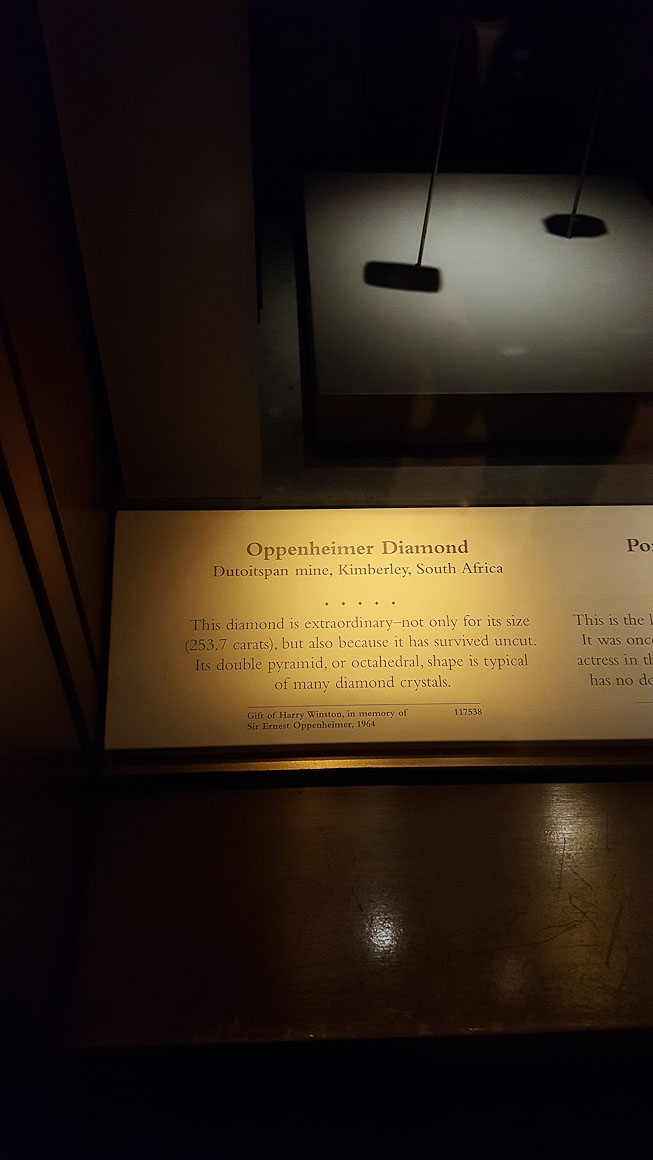 Oppenheimer Diamond
Dutoitspan mine, Kimberley, South Africa
This diamond is extraordinary–not only for its size
(253.7 carats), but also because it has survived uncut.
Its double pyramid, or octahedral, shape is typical
of many diamond crystals.
Gift of Harry Winston, in memory of
Sir Ernest Oppenheimer, 1964
117538
This is the
It was
actress in
has no